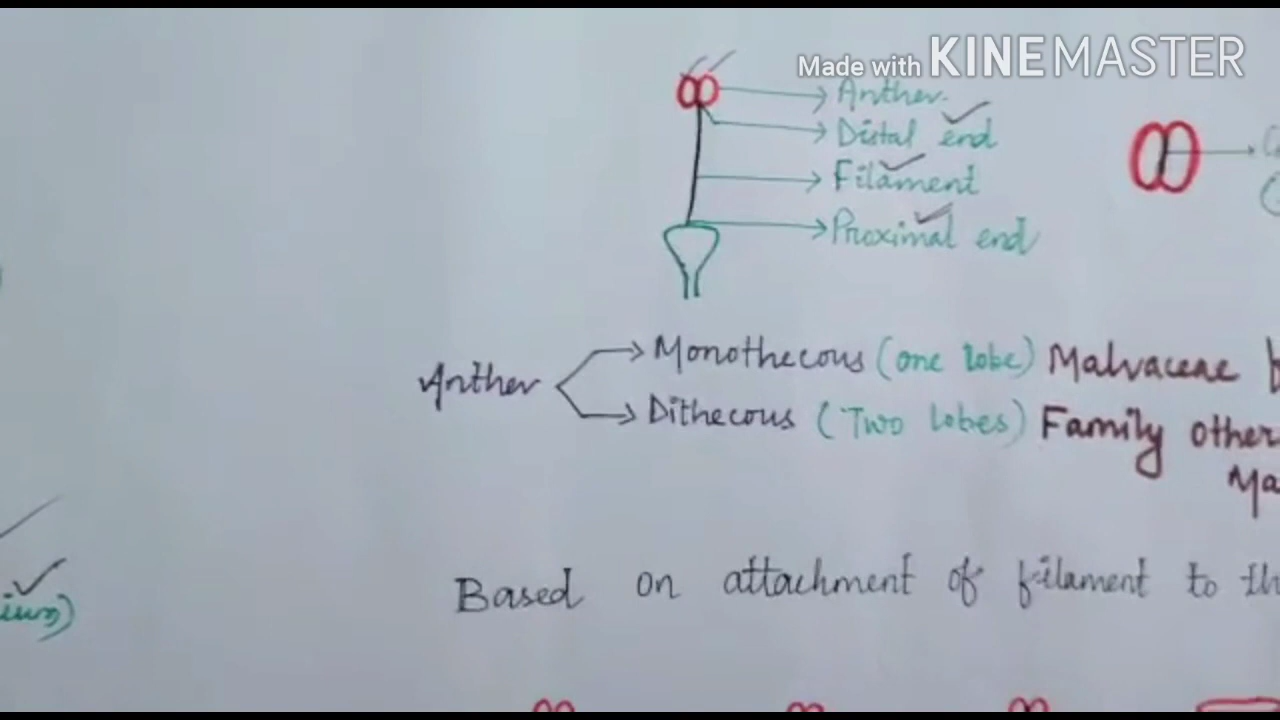 Made with KINEMASTER
Anther
Distal end
Filament
Proximal end
Anther
Monothecous (one lobe) Malvaceae
Dithecous (Two lobes) Family other
Ma
Based on attachment of filament to th